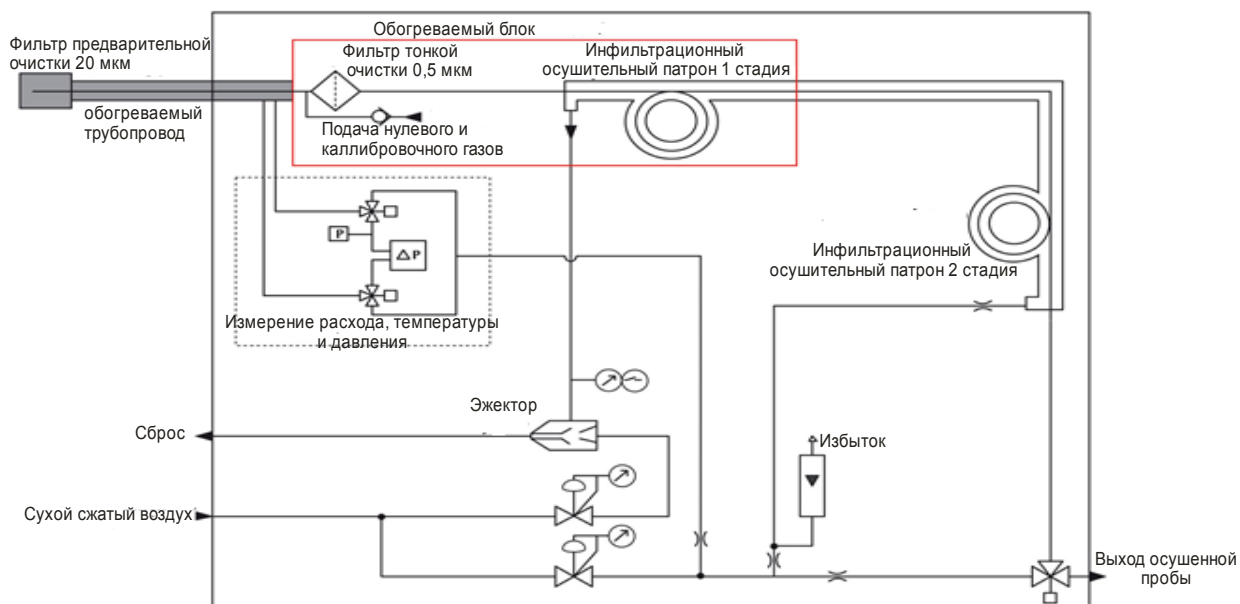 Обогреваемый блок
Фильтр предварительной
очистки 20 мкм
Фильтр тонкой
очистки 0,5 мкм
Инфильтрационный
осушительный патрон 1 стадия
обогреваемый
трубопровод
Подача нулевого и
каллибровочного газов
P
△P
Инфильтрационный
осушительный патрон 2 стадия
Измерение расхода, температуры
и давления
Эжектор
Сброс
Избыток
Сухой сжатый воздух
Выход осушенной
пробы